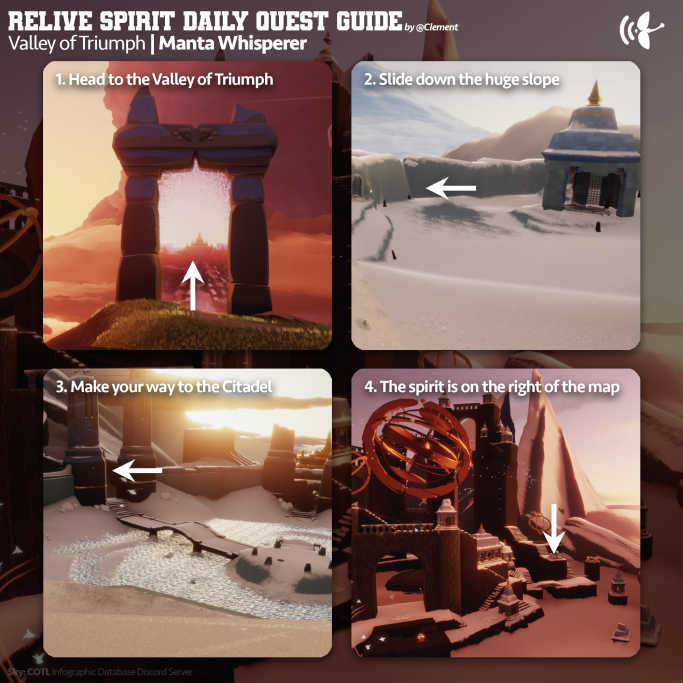 RELIVE SPIRIT DAILY QUEST GUIDE by @Clement
Valley of Triumph | Manta Whisperer
1. Head to the Valley of Triumph
2. Slide down the huge slope
3. Make your way to the Citadel
4. The spirit is on the right of the map
Sky: COTL Infographic Database Discord Server